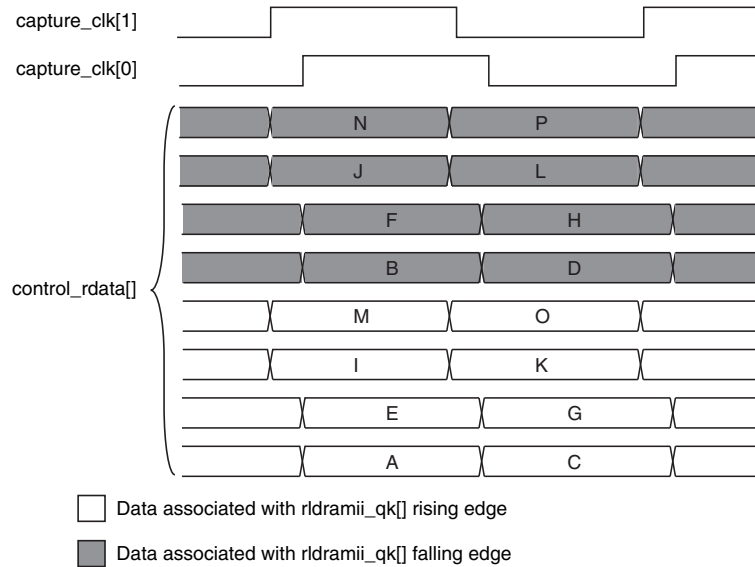 capture_clk[1]
capture_clk[0]
N P
J L
F H
B D
control_rdata[]
M O
I K
E G
A C
Data associated with rldramii_qk[] rising edge
Data associated with rldramii_qk[] falling edge